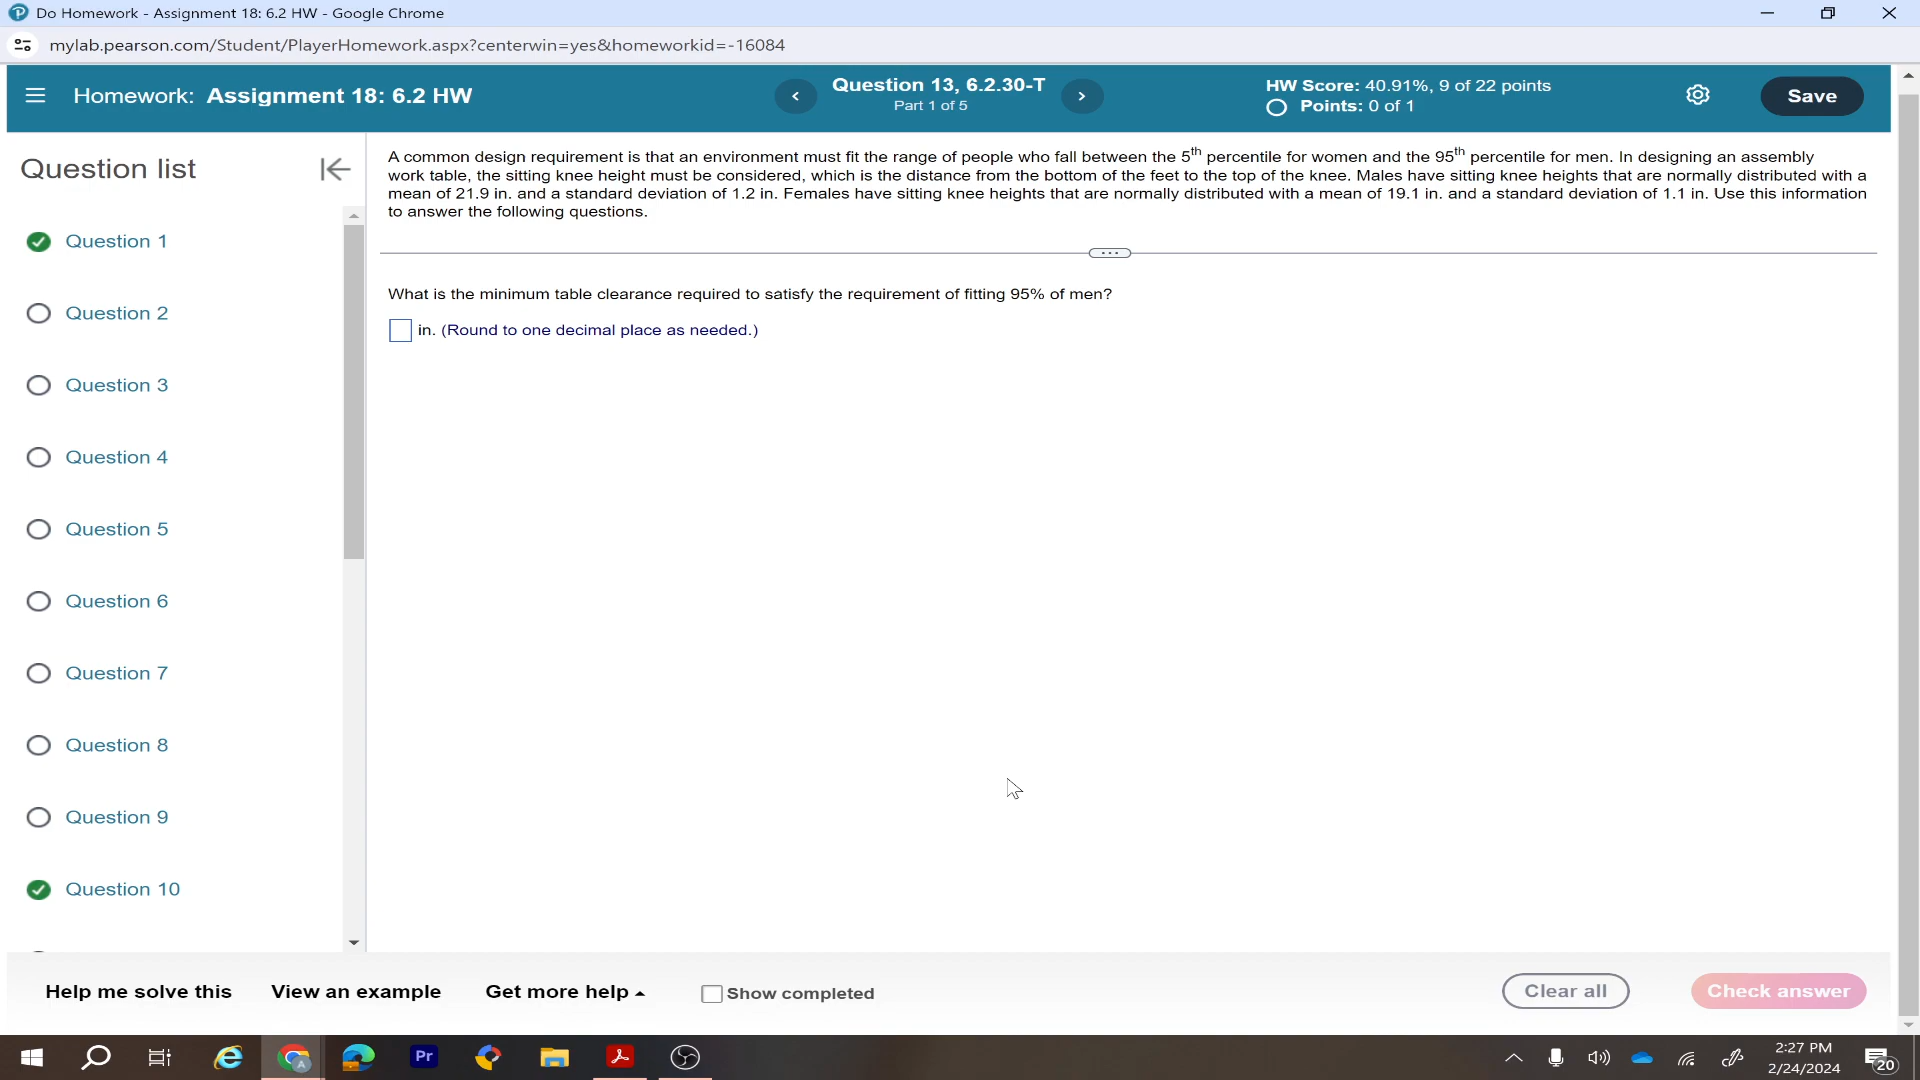 Do Homework - Assignment 18: 6.2 HW - Google Chrome
mylab.pearson.com/Student/PlayerHomework.aspx?centerwin=yes&homeworkid=-16084
Homework: Assignment 18: 6.2 HW
Question 13, 6.2.30-T
Part 1 of 5
HW Score: 40.91%, 9 of 22 points
Points: 0 of 1
Save
Question list
Question 1
Question 2
Question 3
Question 4
Question 5
Question 6
Question 7
Question 8
Question 9
Question 10
A common design requirement is that an environment must fit the range of people who fall between the 5th percentile for women and the 95th percentile for men. In designing an assembly
work table, the sitting knee height must be considered, which is the distance from the bottom of the feet to the top of the knee. Males have sitting knee heights that are normally distributed with a
mean of 21.9 in. and a standard deviation of 1.2 in. Females have sitting knee heights that are normally distributed with a mean of 19.1 in. and a standard deviation of 1.1 in. Use this information
to answer the following questions.
What is the minimum table clearance required to satisfy the requirement of fitting 95% of men?
in. (Round to one decimal place as needed.)
Help me solve this
View an example
Get more help
Show completed
Clear all
Check answer
Pr
2:27 PM
2/24/2024
20